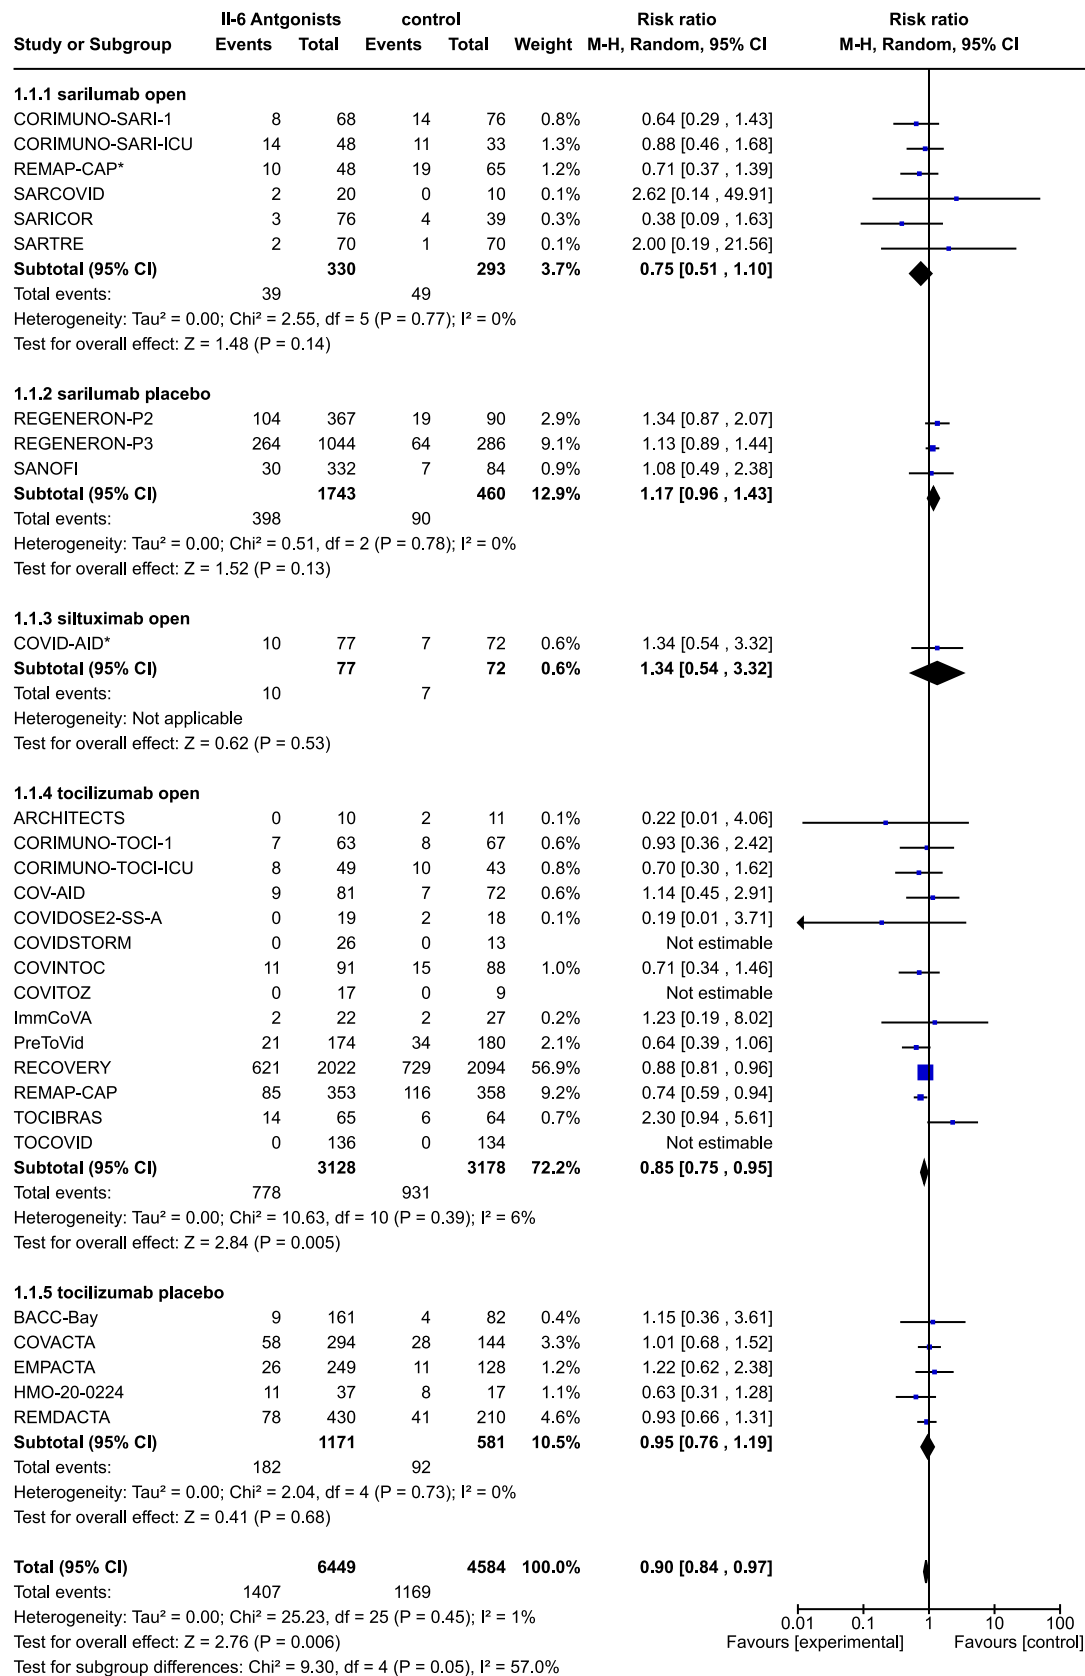 Il-6 Antgonists control Risk ratio Risk ratio
Study or Subgroup Events Total Events Total Weight M-H, Random, 95% CI M-H, Random, 95% CI
1.1.1 sarilumab open
CORIMUNO-SARI-1 8 68 14 76 0.8% 0.64 [0.29 , 1.43]
CORIMUNO-SARI-ICU 14 48 11 33 1.3% 0.88 [0.46 , 1.68]
REMAP-CAP* 10 48 19 65 1.2% 0.71 [0.37 , 1.39]
SARCOVID 2 20 0 10 0.1% 2.62 [0.14 , 49.91]
SARICOR 3 76 4 39 0.3% 0.38 [0.09 , 1.63]
SARTRE 2 70 1 70 0.1% 2.00 [0.19 , 21.56]
Subtotal (95% CI) 330 293 3.7% 0.75 [0.51 , 1.10]
Total events: 39 49
Heterogeneity: Tau² = 0.00; Chi² = 2.55, df = 5 (P = 0.77); I² = 0%
Test for overall effect: Z = 1.48 (P = 0.14)
1.1.2 sarilumab placebo
REGENERON-P2 104 367 19 90 2.9% 1.34 [0.87 , 2.07]
REGENERON-P3 264 1044 64 286 9.1% 1.13 [0.89 , 1.44]
SANOFI 30 332 7 84 0.9% 1.08 [0.49 , 2.38]
Subtotal (95% CI) 1743 460 12.9% 1.17 [0.96 , 1.43]
Total events: 398 90
Heterogeneity: Tau² = 0.00; Chi² = 0.51, df = 2 (P = 0.78); I² = 0%
Test for overall effect: Z = 1.52 (P = 0.13)
1.1.3 siltuximab open
COVID-AID* 10 77 7 72 0.6% 1.34 [0.54 , 3.32]
Subtotal (95% CI) 77 72 0.6% 1.34 [0.54 , 3.32]
Total events: 10 7
Heterogeneity: Not applicable
Test for overall effect: Z = 0.62 (P = 0.53)
1.1.4 tocilizumab open
ARCHITECTS 0 10 2 11 0.1% 0.22 [0.01 , 4.06]
CORIMUNO-TOCI-1 7 63 8 67 0.6% 0.93 [0.36 , 2.42]
CORIMUNO-TOCI-ICU 8 49 10 43 0.8% 0.70 [0.30 , 1.62]
COV-AID 9 81 7 72 0.6% 1.14 [0.45 , 2.91]
COVIDOSE2-SS-A 0 19 2 18 0.1% 0.19 [0.01 , 3.71]
COVIDSTORM 0 26 0 13 Not estimable
COVINTOC 11 91 15 88 1.0% 0.71 [0.34 , 1.46]
COVITOZ 0 17 0 9 Not estimable
ImmCoVA 2 22 2 27 0.2% 1.23 [0.19 , 8.02]
PreToVid 21 174 34 180 2.1% 0.64 [0.39 , 1.06]
RECOVERY 621 2022 729 2094 56.9% 0.88 [0.81 , 0.96]
REMAP-CAP 85 353 116 358 9.2% 0.74 [0.59 , 0.94]
TOCIBRAS 14 65 6 64 0.7% 2.30 [0.94 , 5.61]
TOCOVID 0 136 0 134 Not estimable
Subtotal (95% CI) 3128 3178 72.2% 0.85 [0.75 , 0.95]
Total events: 778 931
Heterogeneity: Tau² = 0.00; Chi² = 10.63, df = 10 (P = 0.39); I² = 6%
Test for overall effect: Z = 2.84 (P = 0.005)
1.1.5 tocilizumab placebo
BACC-Bay 9 161 4 82 0.4% 1.15 [0.36 , 3.61]
COVACTA 58 294 28 144 3.3% 1.01 [0.68 , 1.52]
EMPACTA 26 249 11 128 1.2% 1.22 [0.62 , 2.38]
HMO-20-0224 11 37 8 17 1.1% 0.63 [0.31 , 1.28]
REMDACTA 78 430 41 210 4.6% 0.93 [0.66 , 1.31]
Subtotal (95% CI) 1171 581 10.5% 0.95 [0.76 , 1.19]
Total events: 182 92
Heterogeneity: Tau² = 0.00; Chi² = 2.04, df = 4 (P = 0.73); I² = 0%
Test for overall effect: Z = 0.41 (P = 0.68)
Total (95% CI) 6449 4584 100.0% 0.90 [0.84 , 0.97]
Total events: 1407 1169
Heterogeneity: Tau² = 0.00; Chi² = 25.23, df = 25 (P = 0.45); I² = 1%
0.01 0.1 1 10 100
Test for overall effect: Z = 2.76 (P = 0.006)
Favours [experimental] Favours [control]
Test for subgroup differences: Chi² = 9.30, df = 4 (P = 0.05), I² = 57.0%